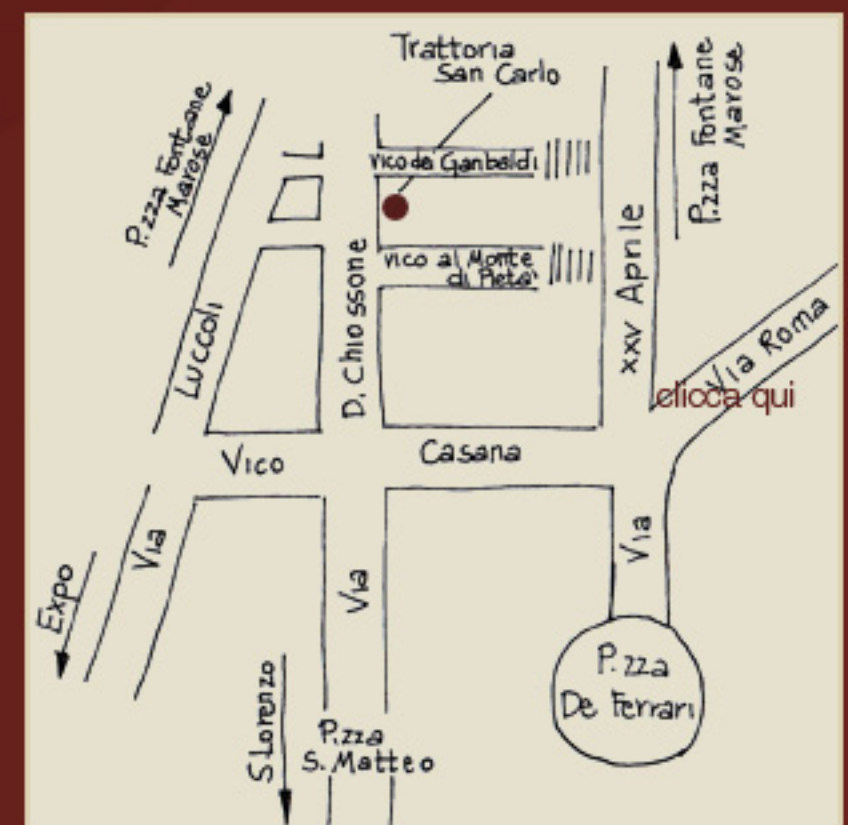 Trattoria
San Carlo
P.zza Fontane
Marose
P.zza Fontane
Marose
Vico dei Garibaldi
Vico al Monte
di Pietà
D. Chiossone
XXV Aprile
Luccoli
Via Roma
clicca qui
Vico
Casana
Via
Via
Via
Expo
P.zza
De Ferrari
S.Lorenzo
P.zza
S. Matteo